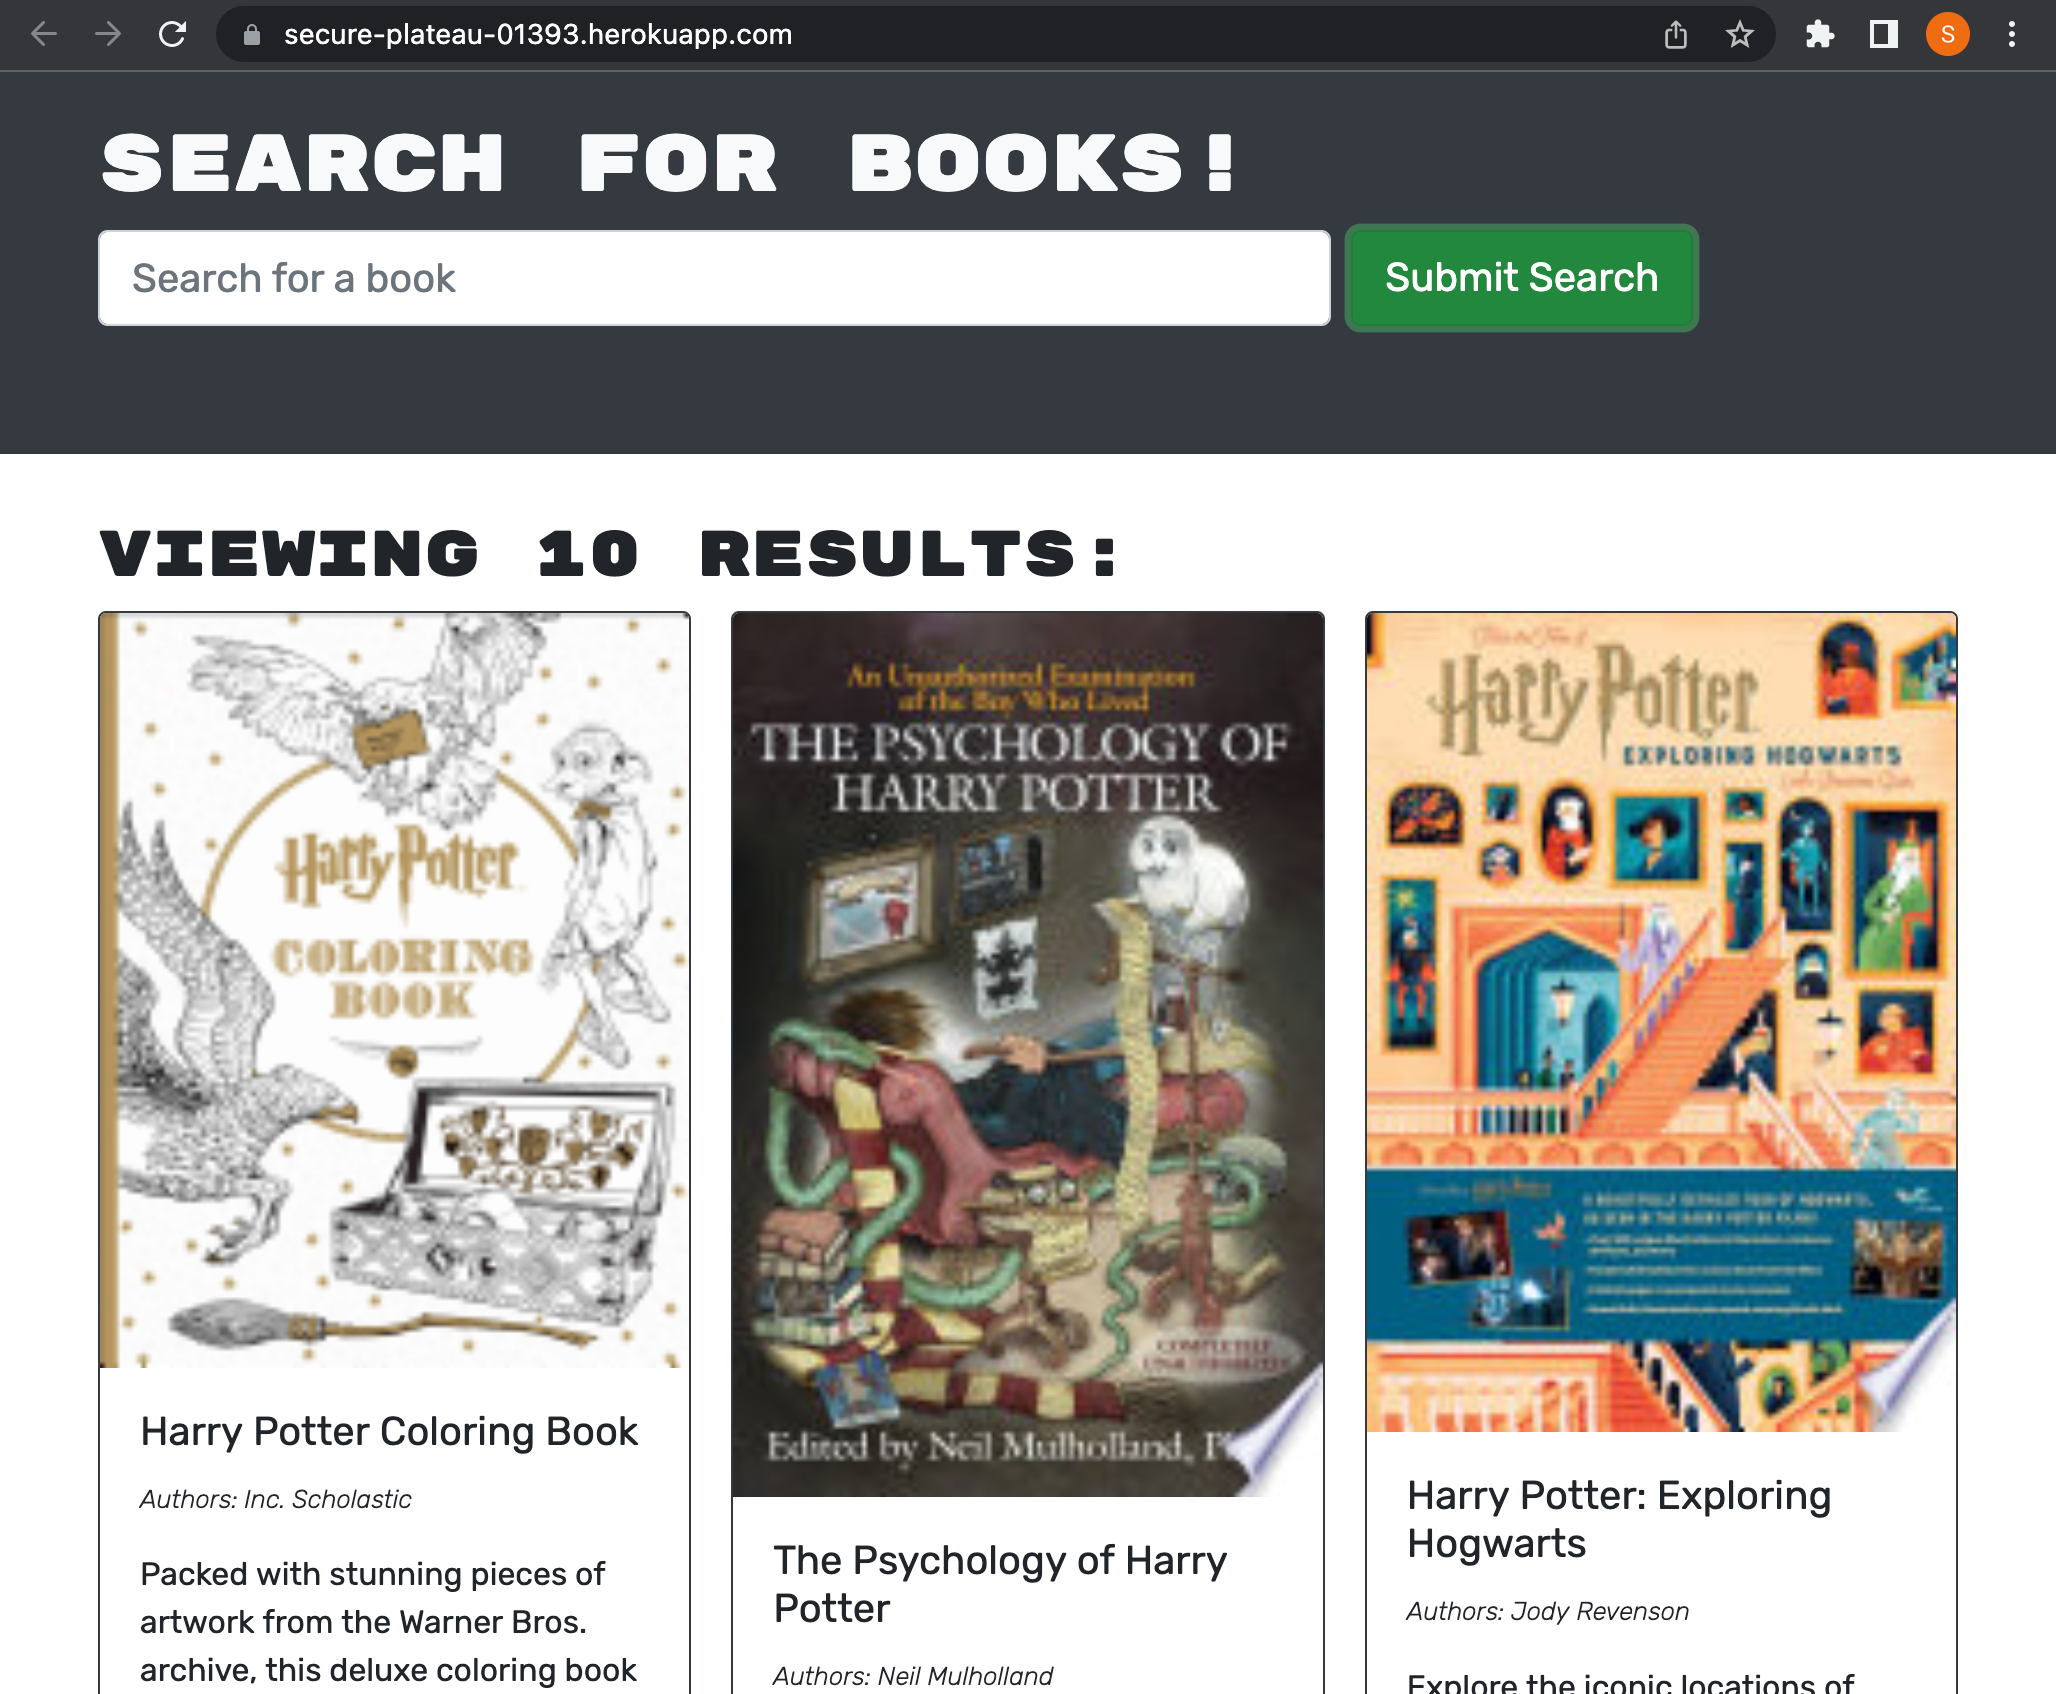 secure-plateau-01393.herokuapp.com
S
SEARCH FOR BOOKS!
Search for a book
Submit Search
VIEWING 10 RESULTS:
Harry Potter
COLORING
BOOK
Harry Potter Coloring Book
Authors: Inc. Scholastic
Packed with stunning pieces of
artwork from the Warner Bros.
archive, this deluxe coloring book
An Unauthorized Examination
of the Boy Who Lived
THE PSYCHOLOGY OF
HARRY POTTER
COMPLETELY
UNAUTHORIZED
Edited by Neil Mulholland, P
The Psychology of Harry
Potter
Authors: Neil Mulholland
Harry Potter
EXPLORING HOGWARTS
Harry Potter: Exploring
Hogwarts
Authors: Jody Revenson
Explore the iconic locations of